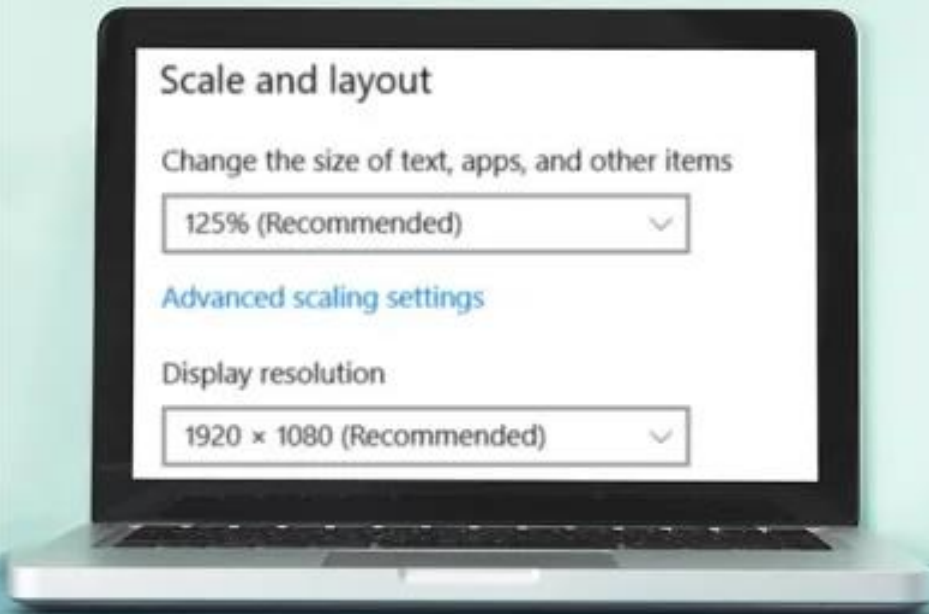 Scale and layout
Change the size of text, apps, and other items
125% (Recommended)
Advanced scaling settings
Display resolution
1920 × 1080 (Recommended)